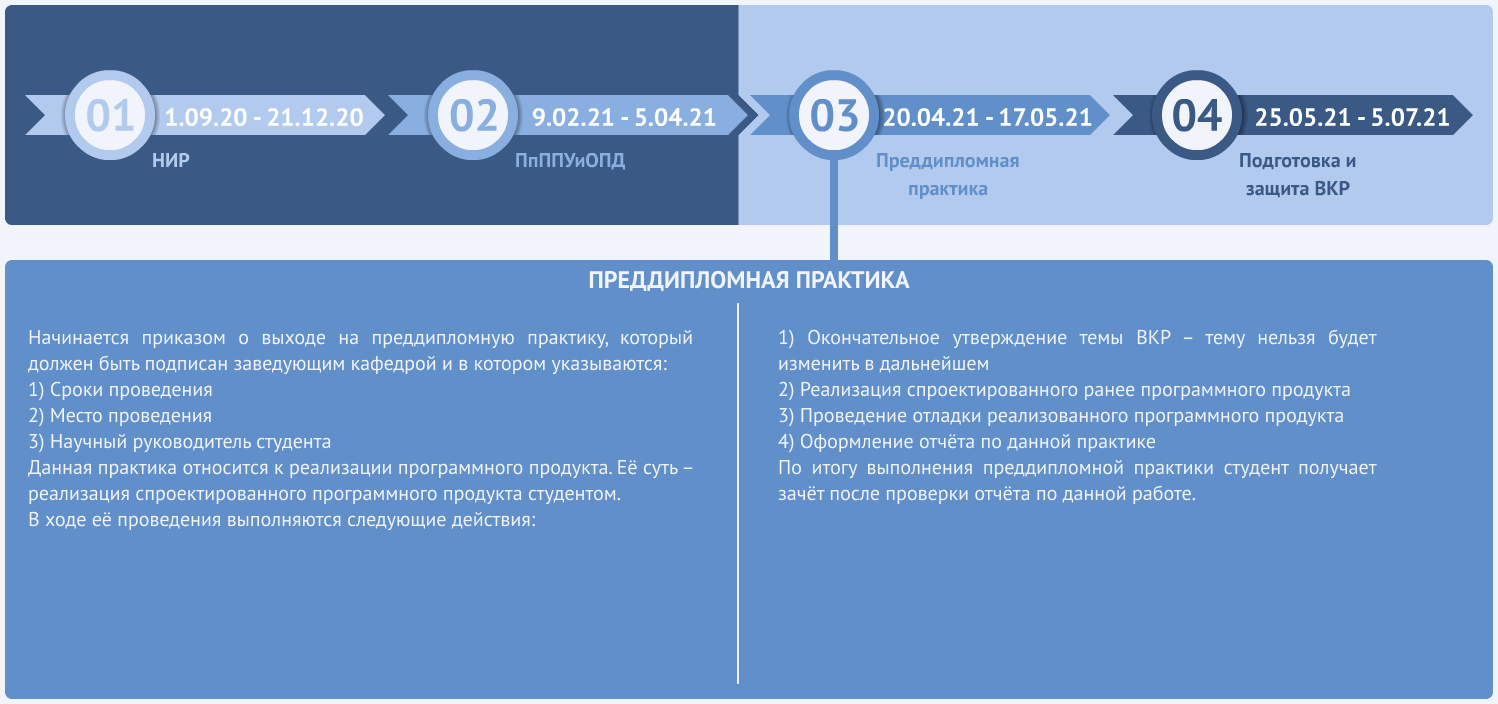 01
1.09.20 - 21.12.20
НИР
02
9.02.21 - 5.04.21
ПпППУиОПД
03
20.04.21 - 17.05.21
Преддипломная
практика
04
25.05.21 - 5.07.21
Подготовка и
защита ВКР
ПРЕДДИПЛОМНАЯ ПРАКТИКА
Начинается приказом о выходе на преддипломную практику, который
должен быть подписан заведующим кафедрой и в котором указываются:
1) Сроки проведения
2) Место проведения
3) Научный руководитель студента
Данная практика относится к реализации программного продукта. Её суть –
реализация спроектированного программного продукта студентом.
В ходе её проведения выполняются следующие действия:
1) Окончательное утверждение темы ВКР – тему нельзя будет
изменить в дальнейшем
2) Реализация спроектированного ранее программного продукта
3) Проведение отладки реализованного программного продукта
4) Оформление отчёта по данной практике
По итогу выполнения преддипломной практики студент получает
зачёт после проверки отчёта по данной работе.